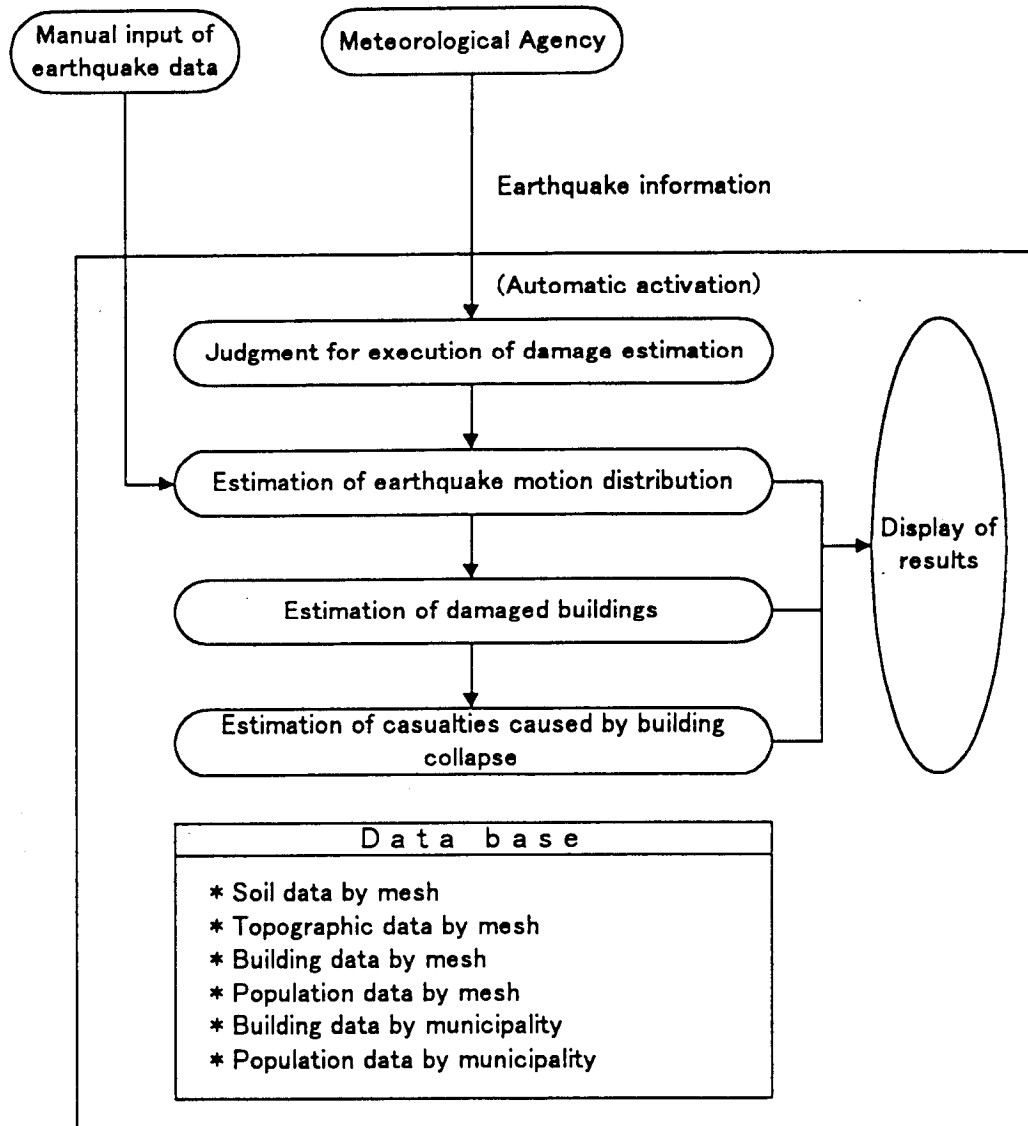 Manual input of
earthquake data
Meteorological Agency
Earthquake information
(Automatic activation)
Judgment for execution of damage estimation
Estimation of earthquake motion distribution
Estimation of damaged buildings
Estimation of casualties caused by building
collapse
Display of
results
Data base
* Soil data by mesh
* Topographic data by mesh
* Building data by mesh
* Population data by mesh
* Building data by municipality
* Population data by municipality